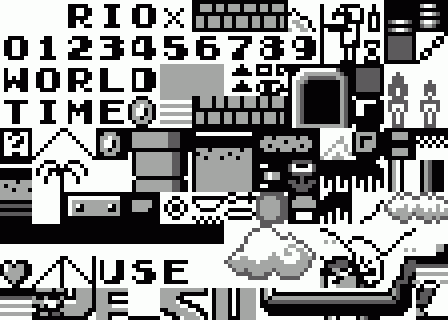 RIO×
0123456789
WORLD
TIME
?
USE